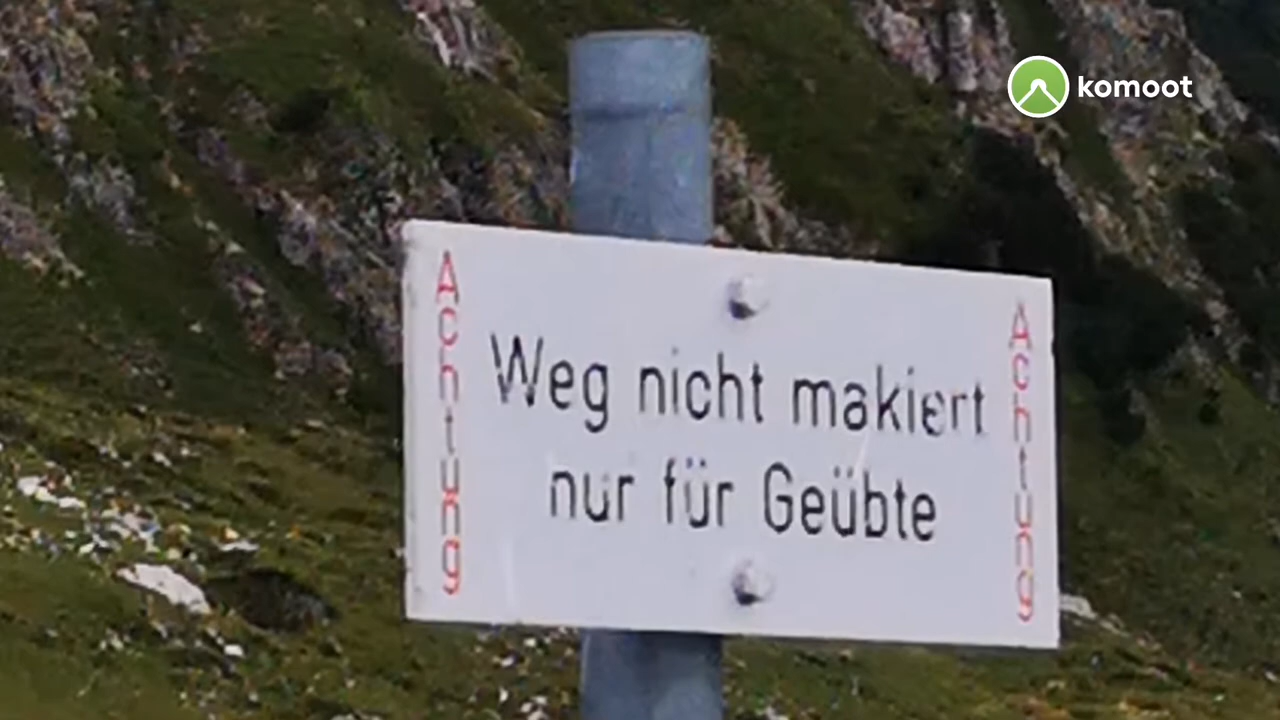 komoot
Achtung
Weg nicht makiert
nur für Geübte
Achtung